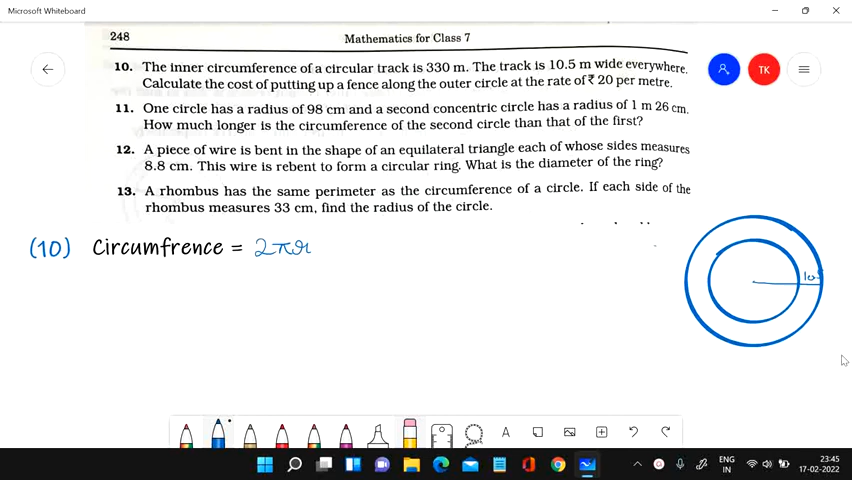 Microsoft Whiteboard
248
Mathematics for Class 7
10. The inner circumference of a circular track is 330 m. The track is 10.5 m wide everywhere.
Calculate the cost of putting up a fence along the outer circle at the rate of ₹ 20 per metre.
11. One circle has a radius of 98 cm and a second concentric circle has a radius of 1 m 26 cm.
How much longer is the circumference of the second circle than that of the first?
12. A piece of wire is bent in the shape of an equilateral triangle each of whose sides measures
8.8 cm. This wire is rebent to form a circular ring. What is the diameter of the ring?
13. A rhombus has the same perimeter as the circumference of a circle. If each side of the
rhombus measures 33 cm, find the radius of the circle.
TK
(10) Circumfrence = 2πr
A
ENG
IN
23:45
17-02-2022